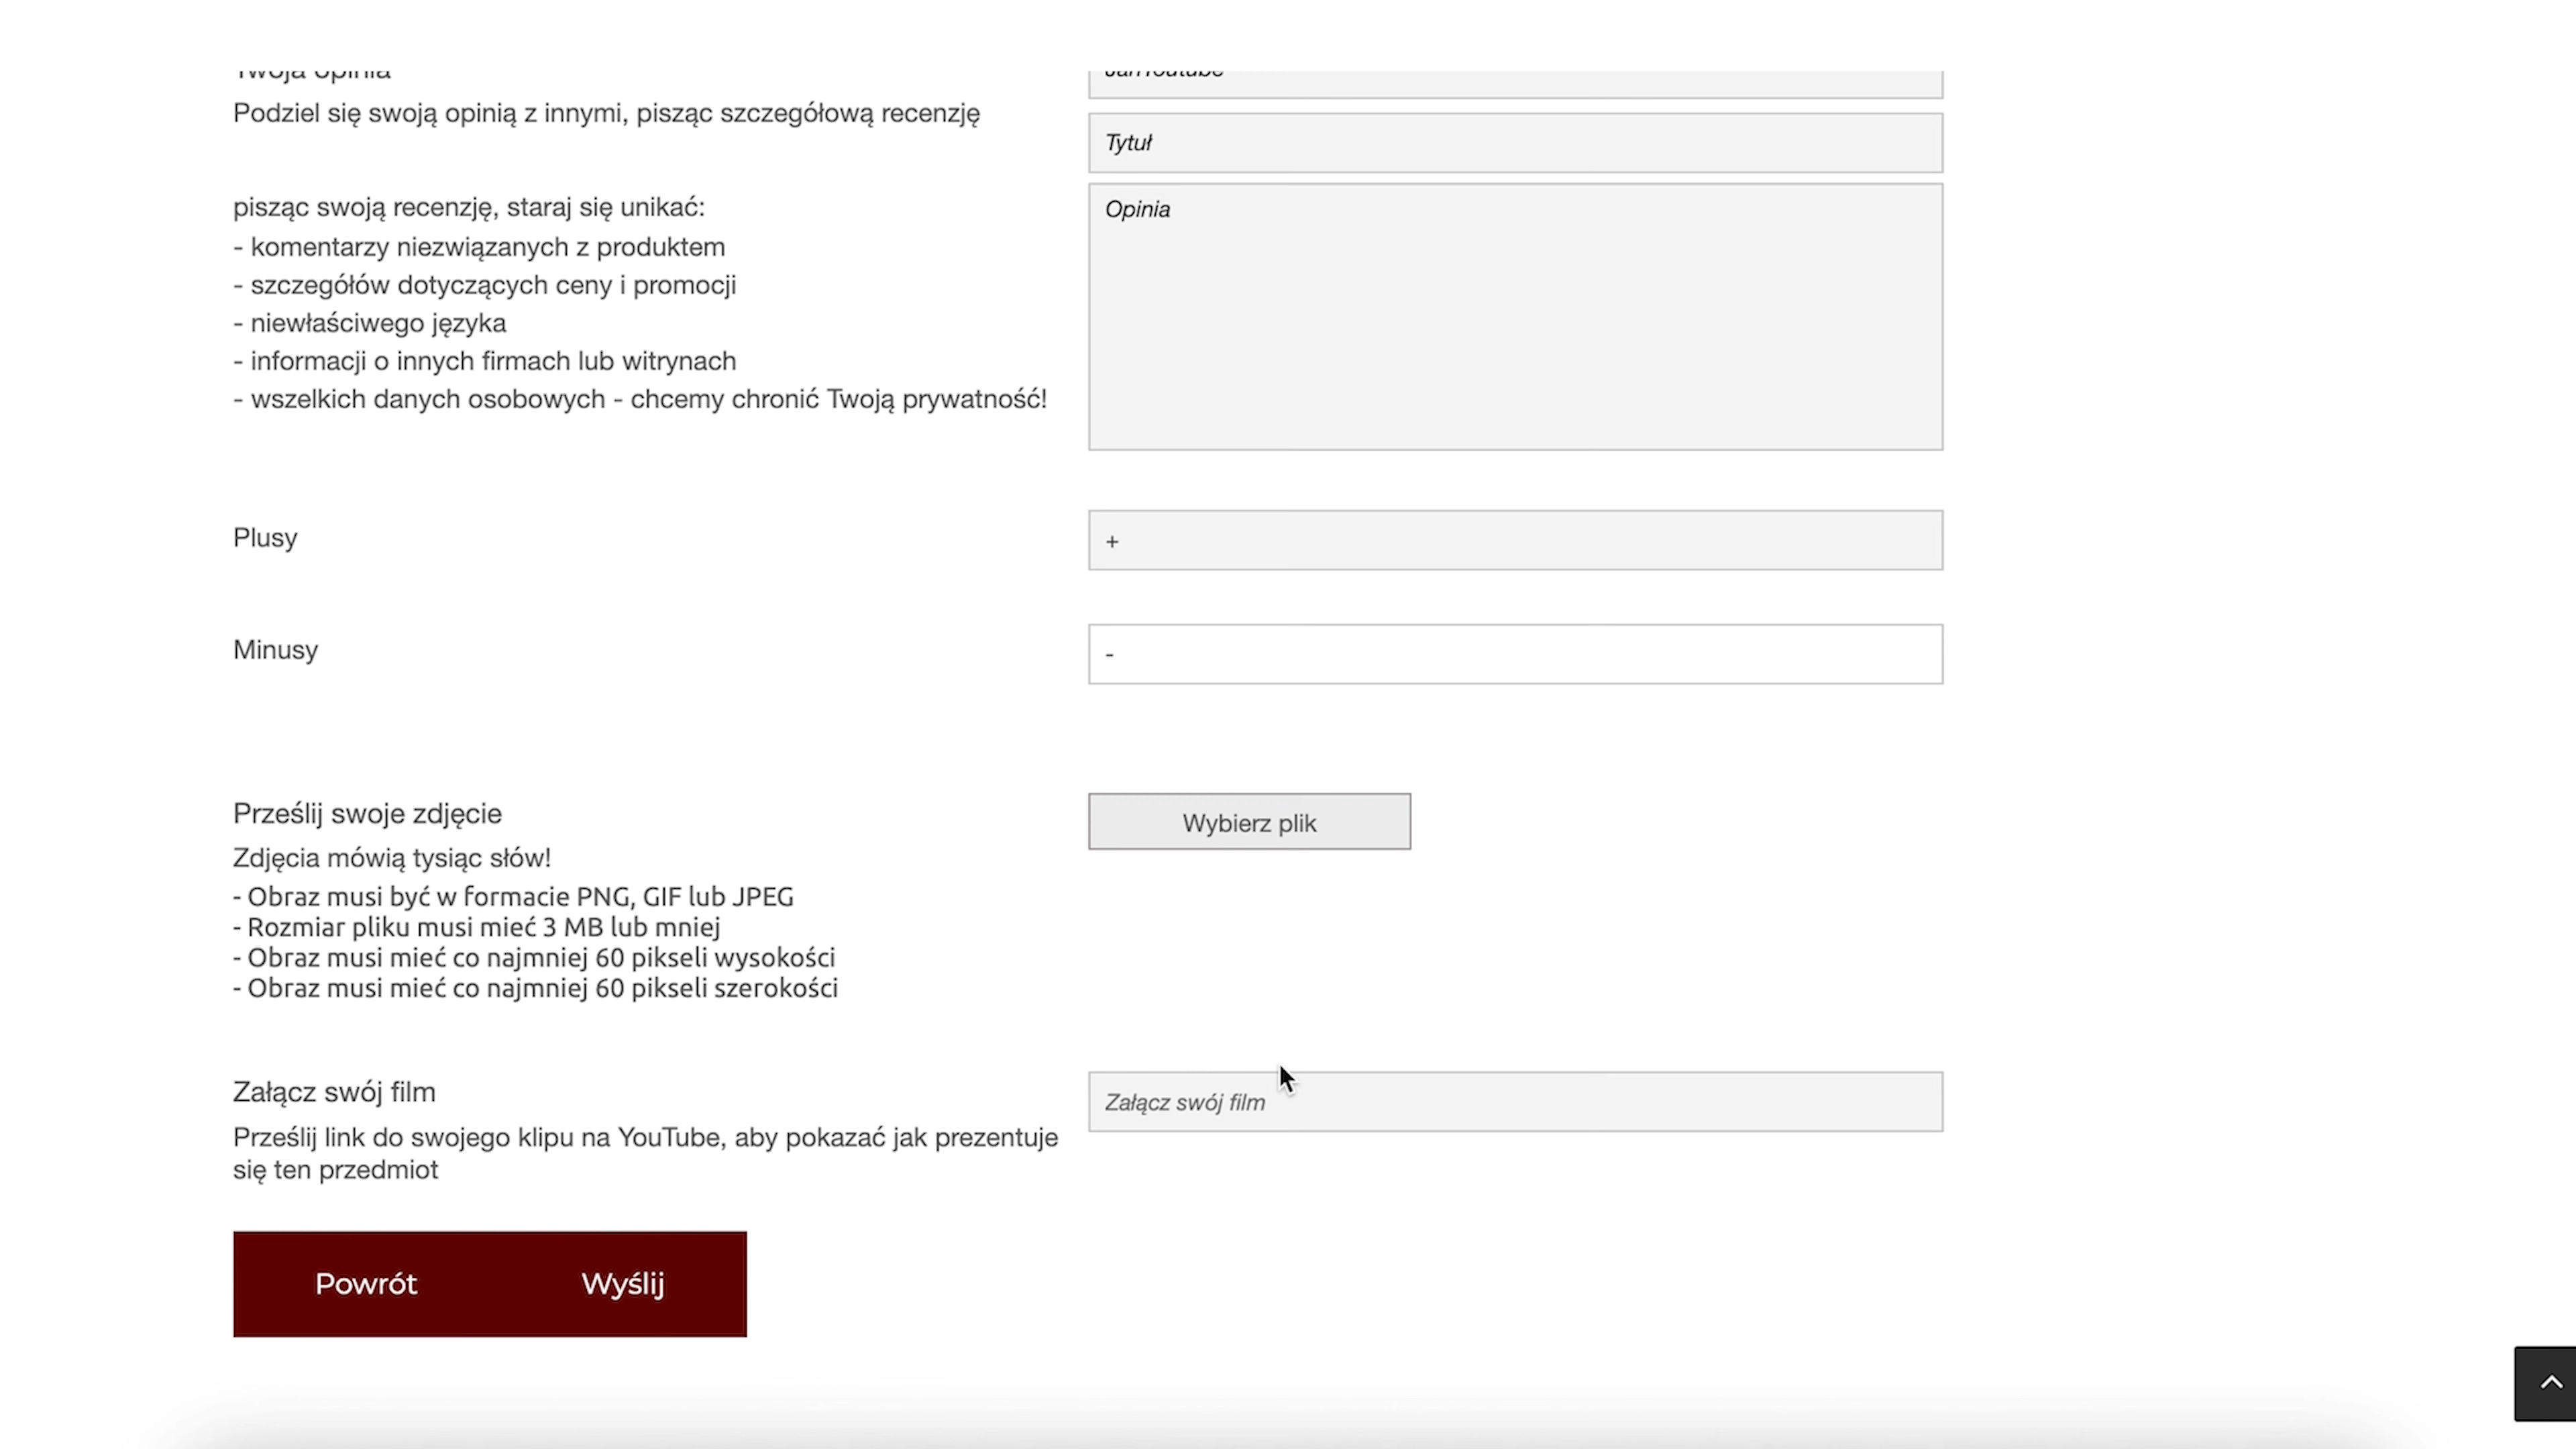 Twoja opinia
JanYoutube
Podziel się swoją opinią z innymi, pisząc szczegółową recenzję
Tytuł
pisząc swoją recenzję, staraj się unikać:
- komentarzy niezwiązanych z produktem
- szczegółów dotyczących ceny i promocji
- niewłaściwego języka
- informacji o innych firmach lub witrynach
- wszelkich danych osobowych - chcemy chronić Twoją prywatność!
Opinia
Plusy
+
Minusy
-
Prześlij swoje zdjęcie
Wybierz plik
Zdjęcia mówią tysiąc słów!
- Obraz musi być w formacie PNG, GIF lub JPEG
- Rozmiar pliku musi mieć 3 MB lub mniej
- Obraz musi mieć co najmniej 60 pikseli wysokości
- Obraz musi mieć co najmniej 60 pikseli szerokości
Załącz swój film
Załącz swój film
Prześlij link do swojego klipu na YouTube, aby pokazać jak prezentuje
się ten przedmiot
Powrót
Wyślij